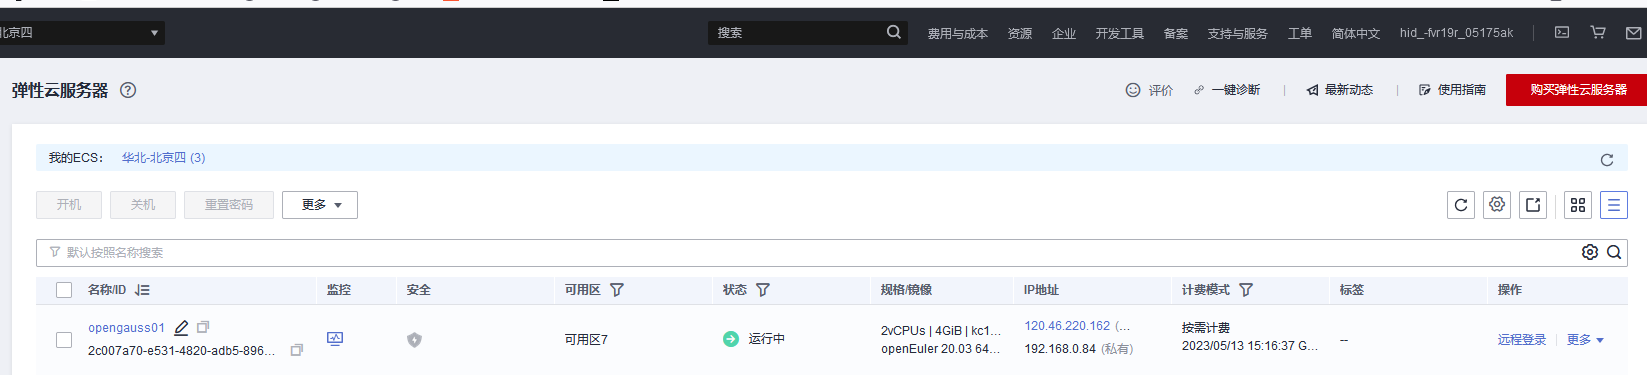 北京四
搜索
费用与成本 资源 企业 开发工具 备案 支持与服务 工单 简体中文 hid_-fvr19r_05175ak
弹性云服务器
评价 一键诊断 最新动态 使用指南 购买弹性云服务器
我的ECS： 华北-北京四 (3)
开机 关机 重置密码 更多
默认按照名称搜索
名称/ID 监控 安全 可用区 状态 规格/镜像 IP地址 计费模式 标签 操作
opengauss01
2c007a70-e531-4820-adb5-896...
可用区7
运行中
2vCPUs | 4GiB | kc1...
openEuler 20.03 64...
120.46.220.162 (...
192.168.0.84 (私有)
按需计费
2023/05/13 15:16:37 G...
--
远程登录 更多